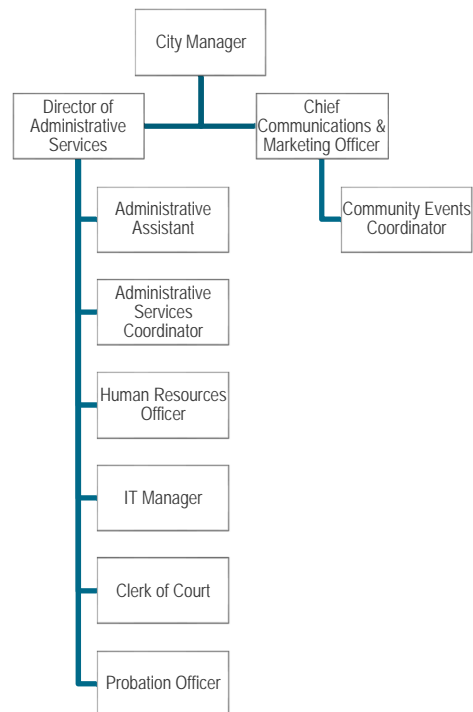 City Manager
Director of
Administrative
Services
Chief
Communications &
Marketing Officer
Administrative
Assistant
Community Events
Coordinator
Administrative
Services
Coordinator
Human Resources
Officer
IT Manager
Clerk of Court
Probation Officer